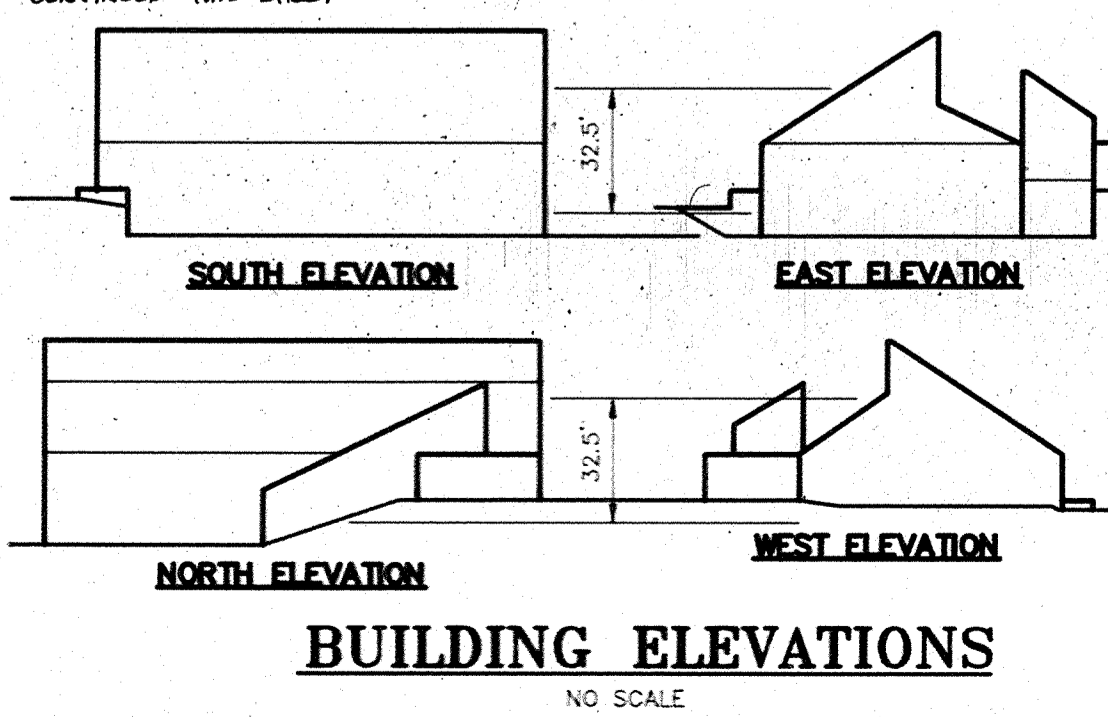 32.5'
SOUTH ELEVATION
EAST ELEVATION
32.5'
NORTH ELEVATION
WEST ELEVATION
BUILDING ELEVATIONS
NO SCALE